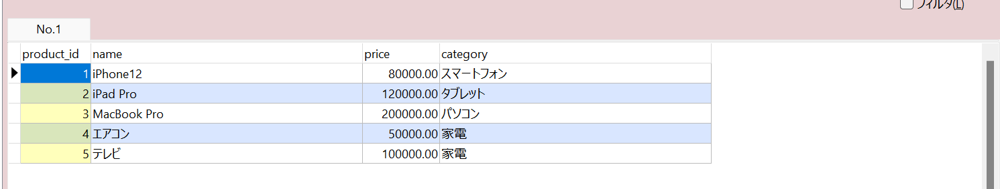 フィルタ(L)
No.1
product_id name price category
1 iPhone12 80000.00 スマートフォン
2 iPad Pro 120000.00 タブレット
3 MacBook Pro 200000.00 パソコン
4 エアコン 50000.00 家電
5 テレビ 100000.00 家電